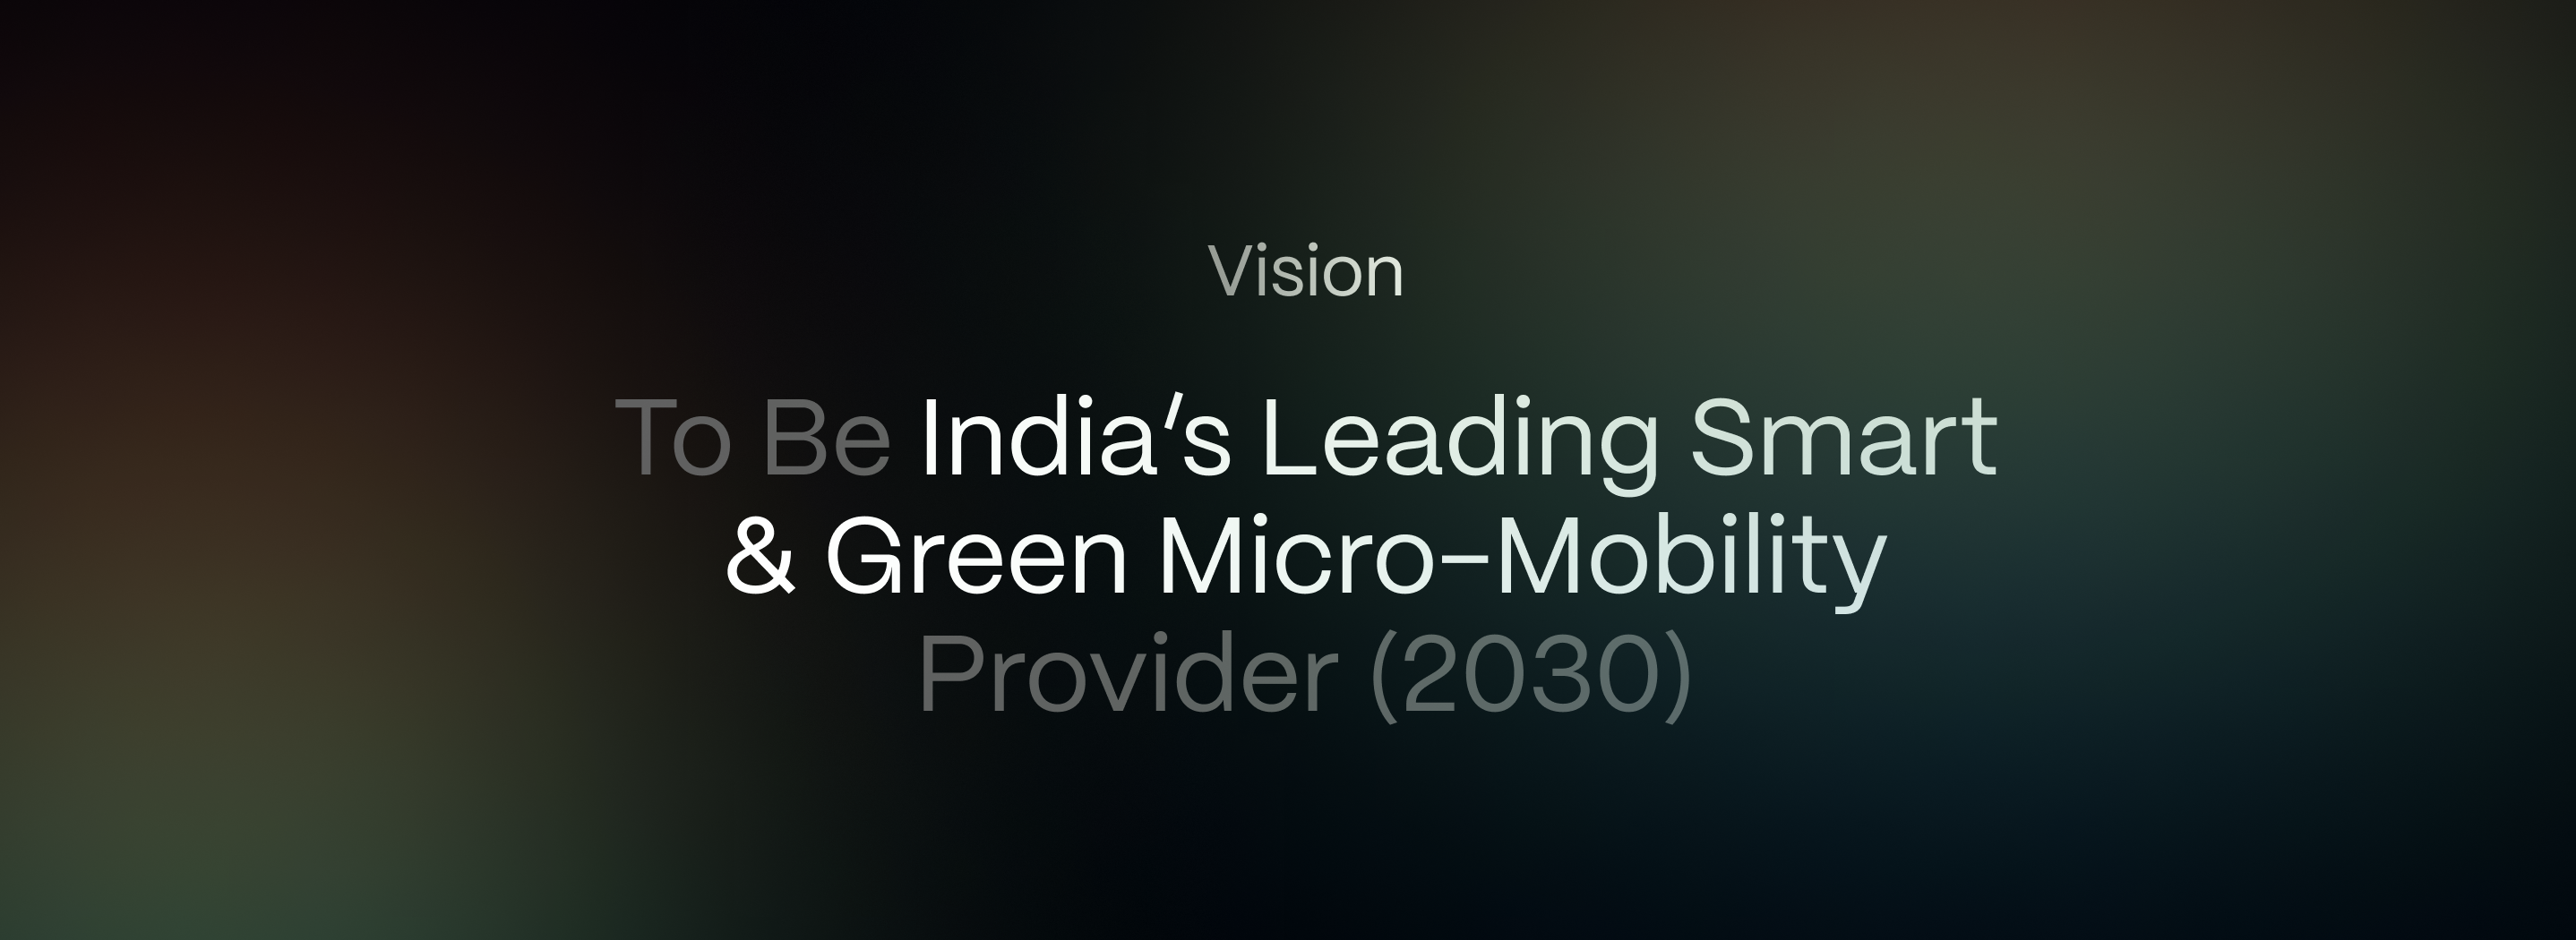 Vision
To Be India’s Leading Smart
& Green Micro-Mobility
Provider (2030)